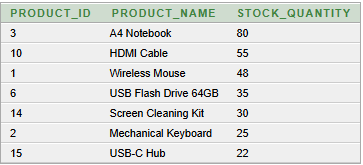 PRODUCT_ID PRODUCT_NAME STOCK_QUANTITY
3 A4 Notebook 80
10 HDMI Cable 55
1 Wireless Mouse 48
6 USB Flash Drive 64GB 35
14 Screen Cleaning Kit 30
2 Mechanical Keyboard 25
15 USB-C Hub 22